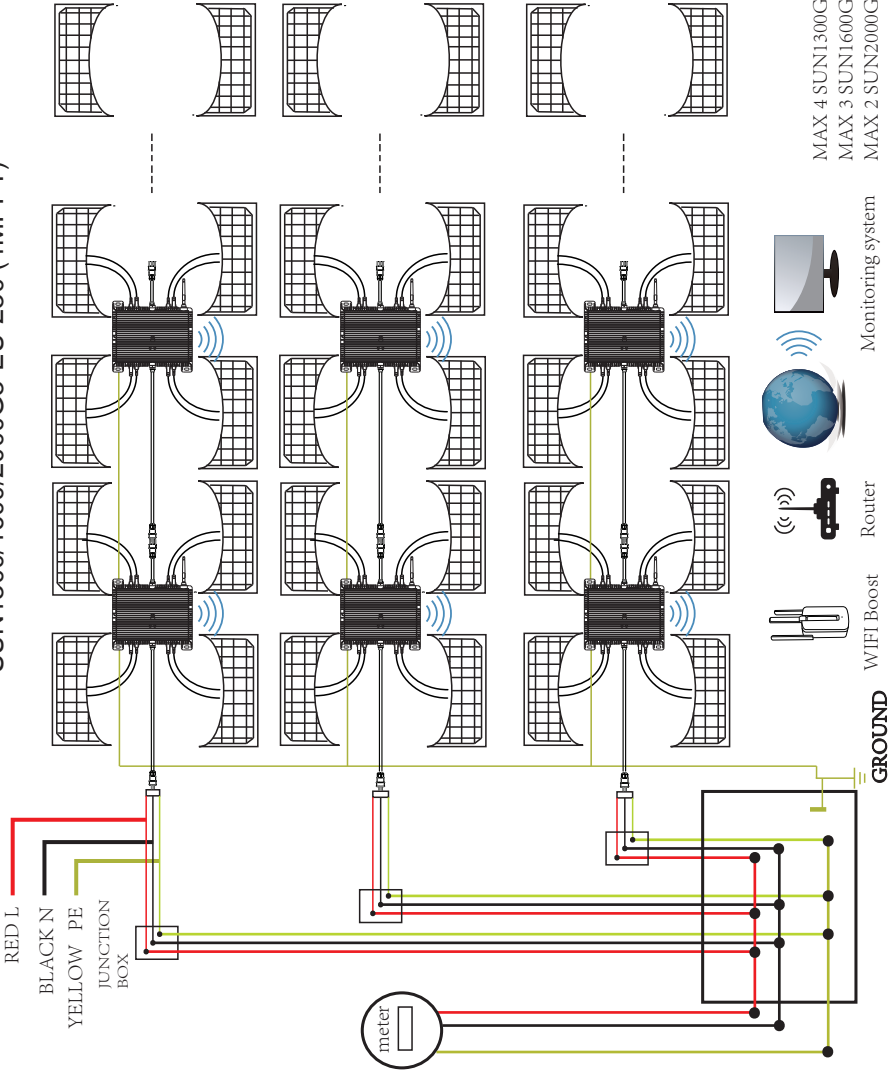 RED L
BLACK N
YELLOW PE
JUNCTION
BOX
meter
GROUND
WIFI Boost
Router
Monitoring system
MAX 4 SUN1300G
MAX 3 SUN1600G
MAX 2 SUN2000G